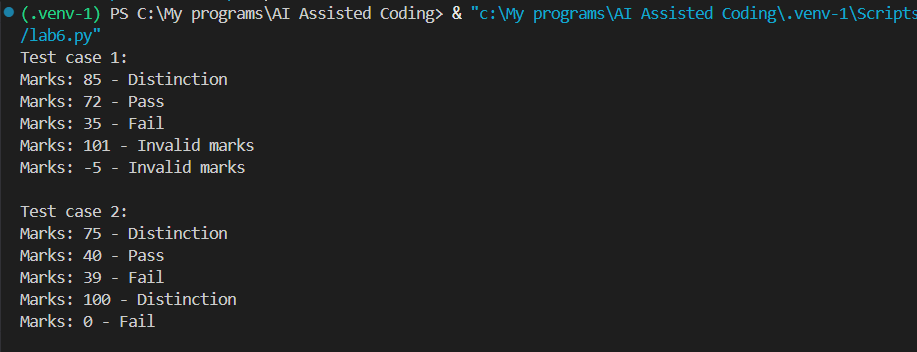 (.venv-1) PS C:\My programs\AI Assisted Coding> & "c:\My programs\AI Assisted Coding\.venv-1\Scripts
/lab6.py"
Test case 1:
Marks: 85 - Distinction
Marks: 72 - Pass
Marks: 35 - Fail
Marks: 101 - Invalid marks
Marks: -5 - Invalid marks

Test case 2:
Marks: 75 - Distinction
Marks: 40 - Pass
Marks: 39 - Fail
Marks: 100 - Distinction
Marks: 0 - Fail